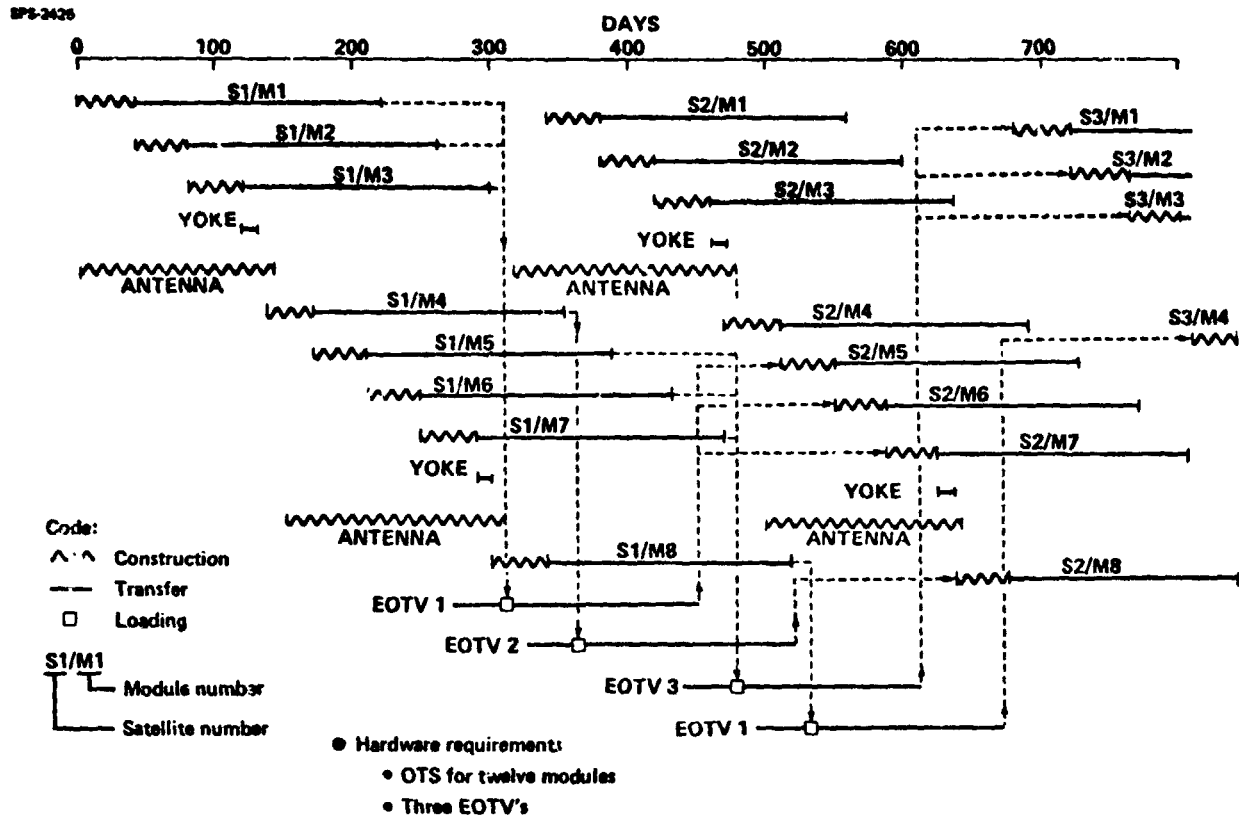 SPS-2425
DAYS
0 100 200 300 400 500 600 700
S1/M1
S2/M1
S3/M1
S1/M2
S2/M2
S3/M2
S1/M3
S2/M3
S3/M3
YOKE
YOKE
ANTENNA
ANTENNA
S1/M4
S2/M4
S3/M4
S1/M5
S2/M5
S1/M6
S2/M6
S1/M7
S2/M7
YOKE
YOKE
ANTENNA
ANTENNA
S1/M8
S2/M8
Code:
Construction
Transfer
Loading
EOTV 1
EOTV 2
EOTV 3
EOTV 1
S1/M1
Module number
Satellite number
● Hardware requirements
• OTS for twelve modules
• Three EOTV's